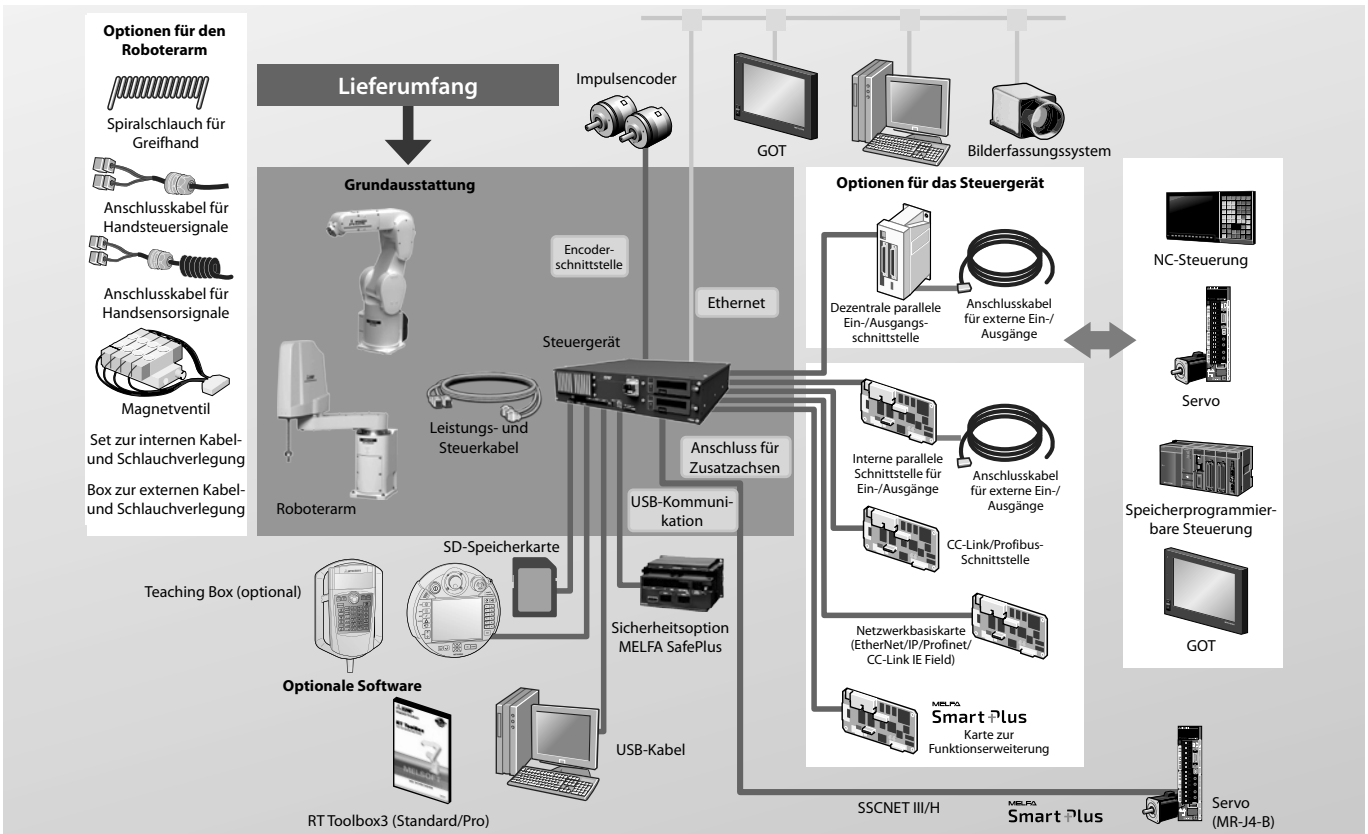 Optionen für den
Roboterarm
Spiralschlauch für
Greifhand
Anschlusskabel für
Handsteuersignale
Anschlusskabel für
Handsensorsignale
Magnetventil
Set zur internen Kabel-
und Schlauchverlegung
Box zur externen Kabel-
und Schlauchverlegung
Lieferumfang
Grundausstattung
Roboterarm
Leistungs- und
Steuerkabel
Steuergerät
Impulsencoder
Encoder-
schnittstelle
Ethernet
Anschluss für
Zusatzachsen
USB-Kommuni-
kation
GOT
Bilderfassungssystem
Optionen für das Steuergerät
Dezentrale parallele
Ein-/Ausgangs-
schnittstelle
Anschlusskabel
für externe Ein-/
Ausgänge
Interne parallele
Schnittstelle für
Ein-/Ausgänge
Anschlusskabel
für externe Ein-/
Ausgänge
CC-Link/Profibus-
Schnittstelle
Netzwerkbasiskarte
(EtherNet/IP/Profinet/
CC-Link IE Field)
MELFA
Smart Plus
Karte zur
Funktionserweiterung
NC-Steuerung
Servo
Speicherprogrammier-
bare Steuerung
GOT
Teaching Box (optional)
SD-Speicherkarte
Sicherheitsoption
MELFA SafePlus
Optionale Software
RT ToolBox
MELSOFT
RT Toolbox3 (Standard/Pro)
USB-Kabel
SSCNET III/H
MELFA
Smart Plus
Servo
(MR-J4-B)